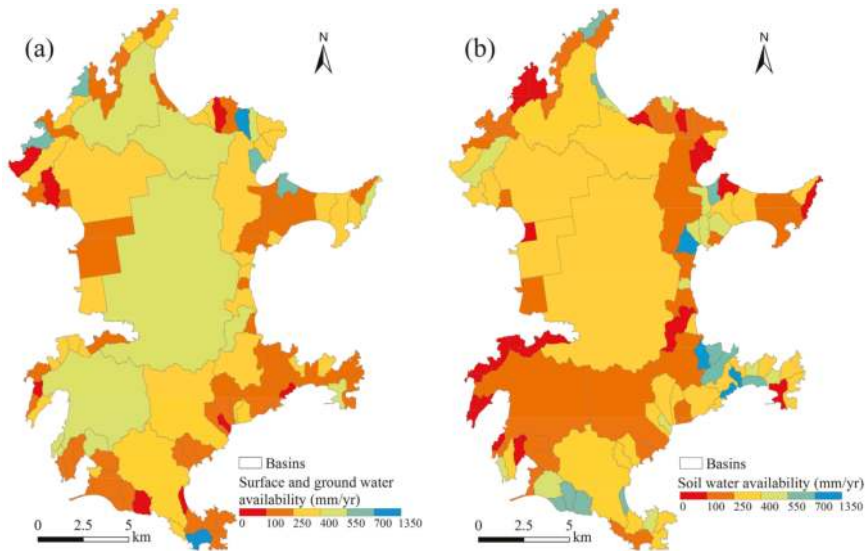 (a)
N
Basins
Surface and ground water
availability (mm/yr)
0 100 250 400 550 700 1350
0 2.5 5
km
(b)
N
Basins
Soil water availability (mm/yr)
0 100 250 400 550 700 1350
0 2.5 5
km